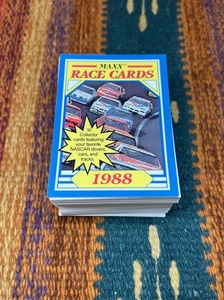 MAXX
RACE CARDS
Collector
cards featuring
your favorite
NASCAR drivers,
cars, and
tracks.
1988